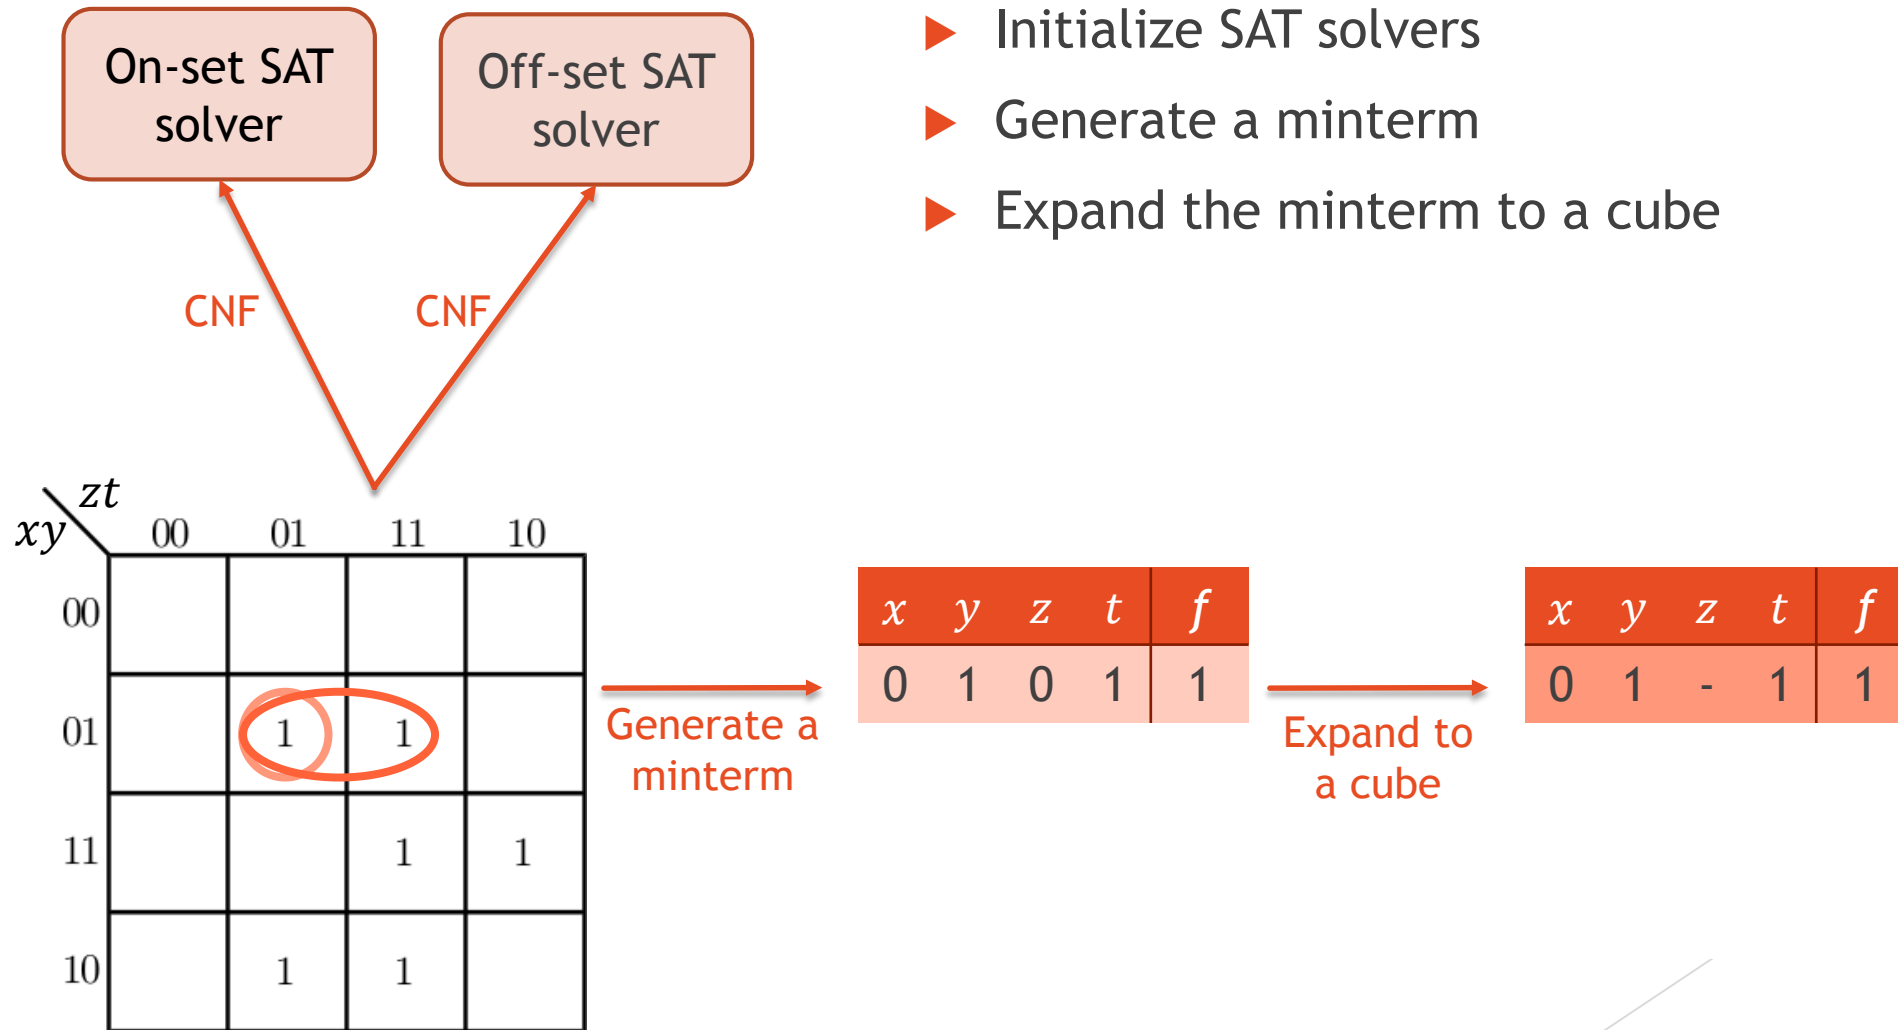 On-set SAT
solver
Off-set SAT
solver
Initialize SAT solvers
Generate a minterm
Expand the minterm to a cube
CNF CNF
zt
xy 00 01 11 10
00
01 1 1
11 1 1
10 1 1
Generate a
minterm
x y z t f
0 1 0 1 1
Expand to
a cube
x y z t f
0 1 - 1 1